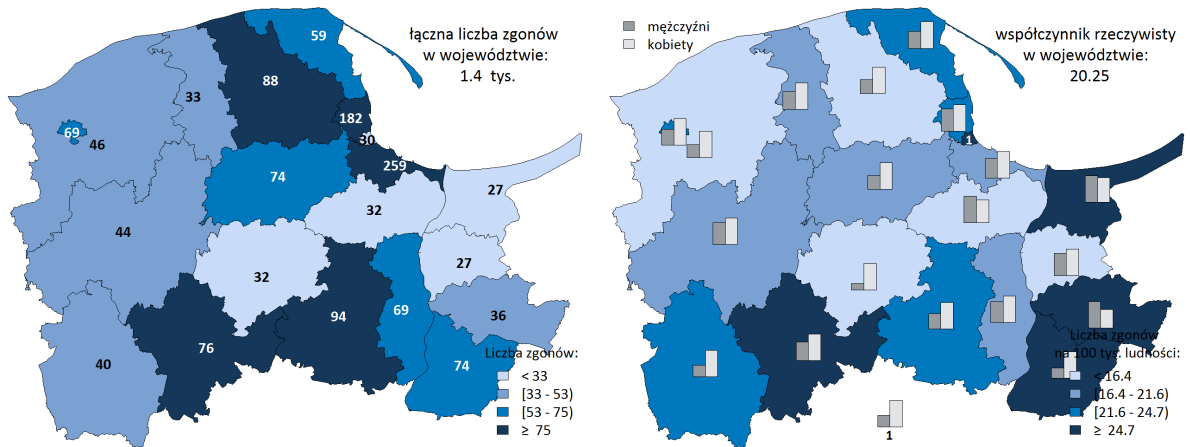 łączna liczba zgonów
w województwie:
1.4 tys.
59
88
33
182
30
69
46
259
74
27
32
44
27
32
94
69
36
76
40
74
Liczba zgonów:
< 33
[33 - 53)
[53 - 75)
≥ 75
mężczyźni
kobiety
współczynnik rzeczywisty
w województwie:
20.25
1
Liczba zgonów
na 100 tys. ludności:
< 16.4
[16.4 - 21.6)
[21.6 - 24.7)
≥ 24.7
1